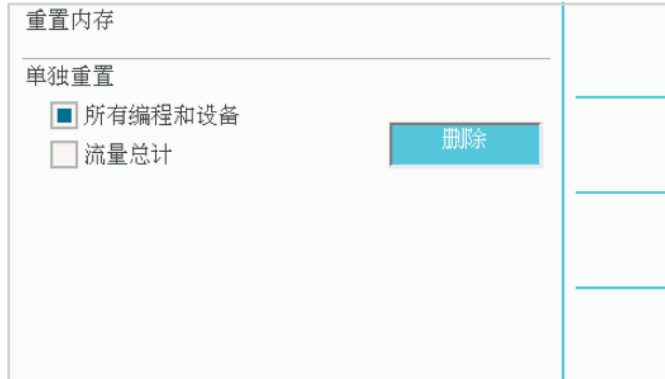 重置内存
单独重置
所有编程和设备
删除
流量总计